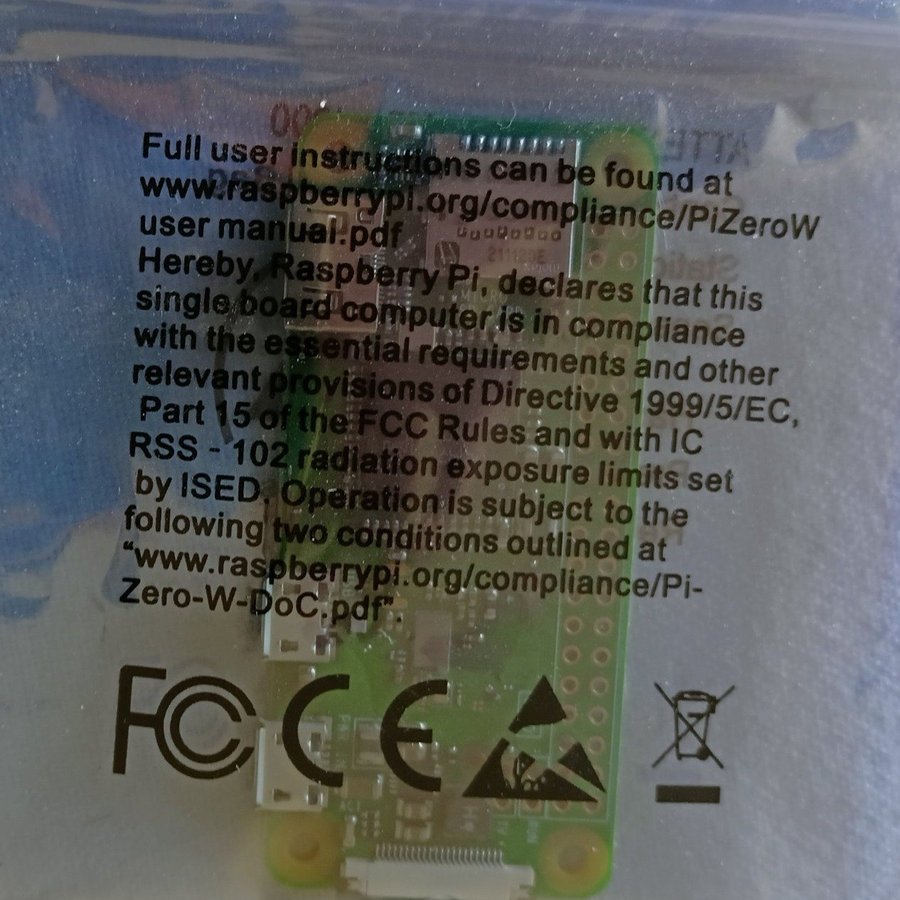 Full user instructions can be found at
www.raspberrypi.org/compliance/PiZeroW
user manual.pdf
Hereby, Raspberry Pi, declares that this
single board computer is in compliance
with the essential requirements and other
relevant provisions of Directive 1999/5/EC,
Part 15 of the FCC Rules and with IC
RSS - 102 radiation exposure limits set
by ISED. Operation is subject to the
following two conditions outlined at
“www.raspberrypi.org/compliance/Pi-
Zero-W-DoC.pdf”.
FCC CE